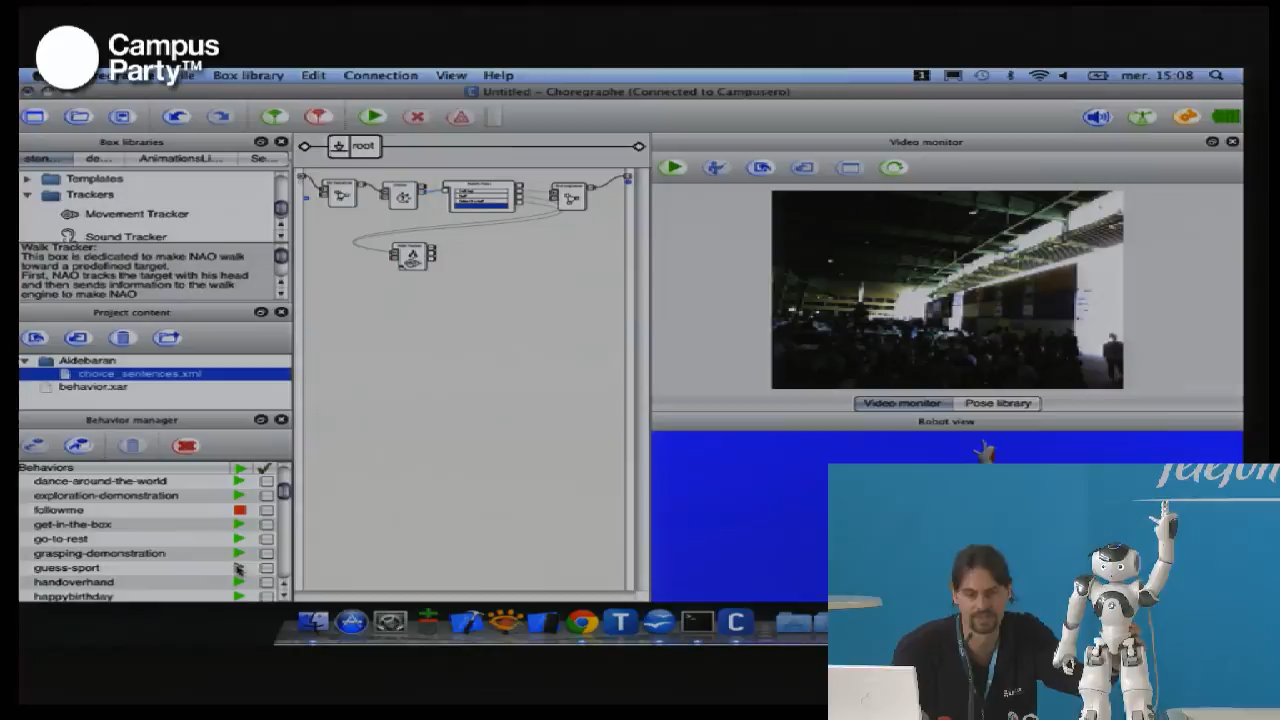 Campus
Party™
Box library Edit Connection View Help
mer. 15:08
Untitled - Choregraphe (Connected to Campusero)
Box libraries
stan... de... AnimationsLi... Se...
Templates
Trackers
Movement Tracker
Sound Tracker
Walk Tracker:
This box is dedicated to make NAO walk
toward a predefined target.
First, NAO tracks the target with his head
and then sends information to the walk
engine to make NAO
Project content
Aldebaran
choice_sentences.xml
behavior.xar
Behavior manager
Behaviors
dance-around-the-world
exploration-demonstration
followme
get-in-the-box
go-to-rest
grasping-demonstration
guess-sport
handoverhand
happybirthday
root
Video monitor
Video monitor Pose library
Robot view